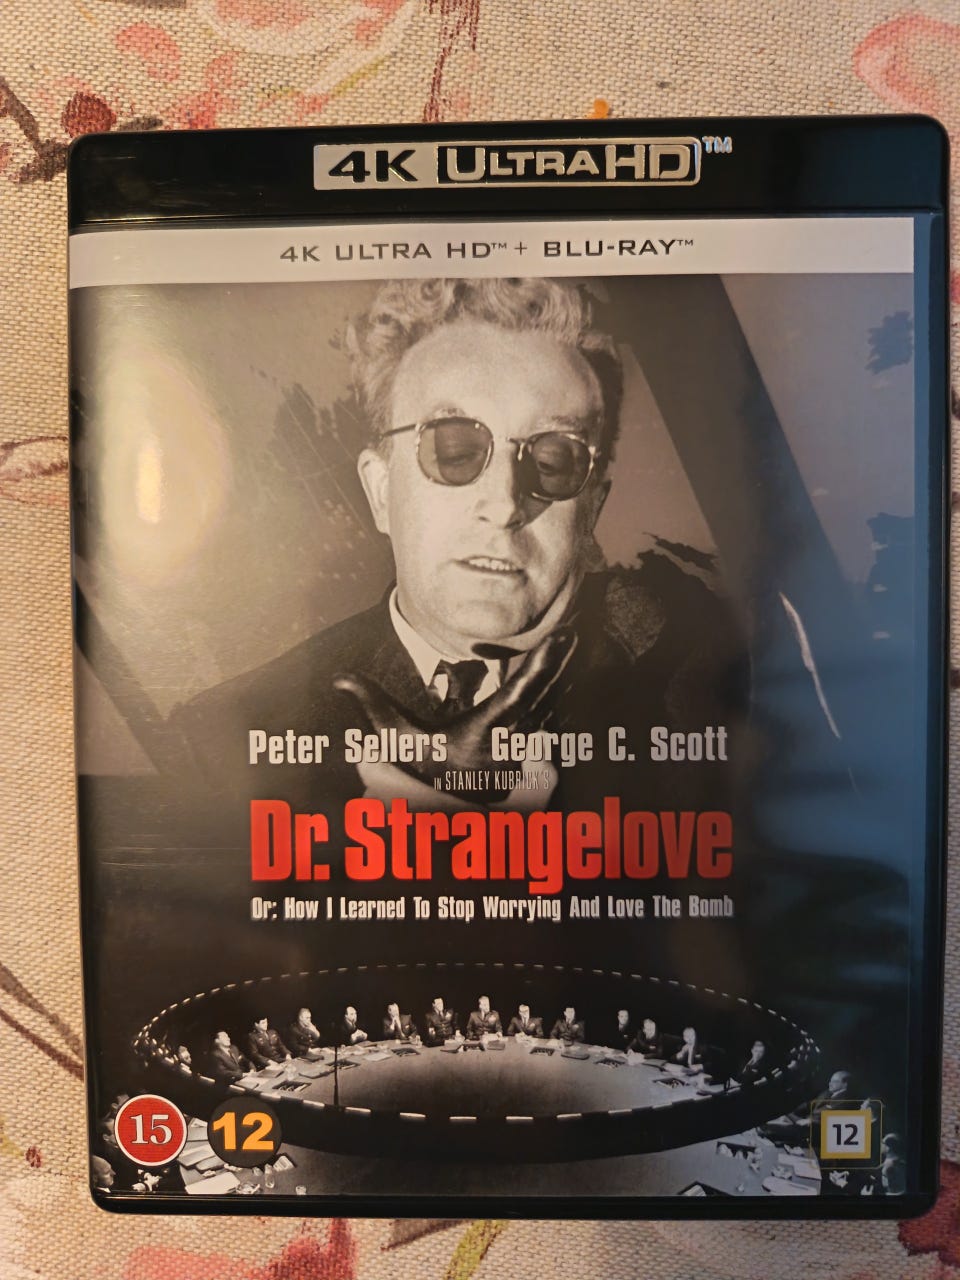 4K ULTRA HD™
4K ULTRA HD™ + BLU-RAY™
Peter Sellers George C. Scott
IN STANLEY KUBRICK'S
Dr. Strangelove
Or: How I Learned To Stop Worrying And Love The Bomb
15 12 12